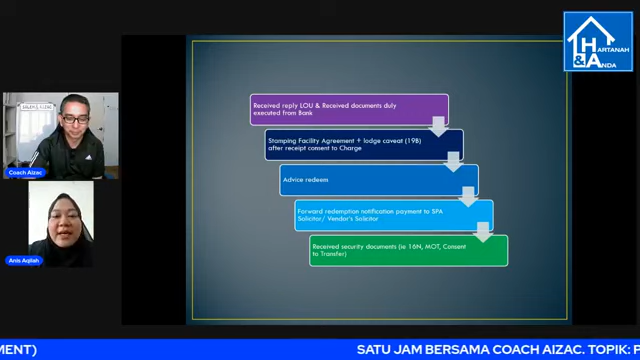 HARTANAH
& ANDA
Received reply LOU & Received documents duly
executed from Bank
Stamping Facility Agreement + lodge caveat (19B)
after receipt consent to Charge
Advice redeem
Forward redemption notification payment to SPA
Solicitor/ Vendor's Solicitor
Received security documents (ie 16N, MOT, Consent
to Transfer)
Coach Aizac
Anis Aqilah
MENT)
SATU JAM BERSAMA COACH AIZAC. TOPIK: P